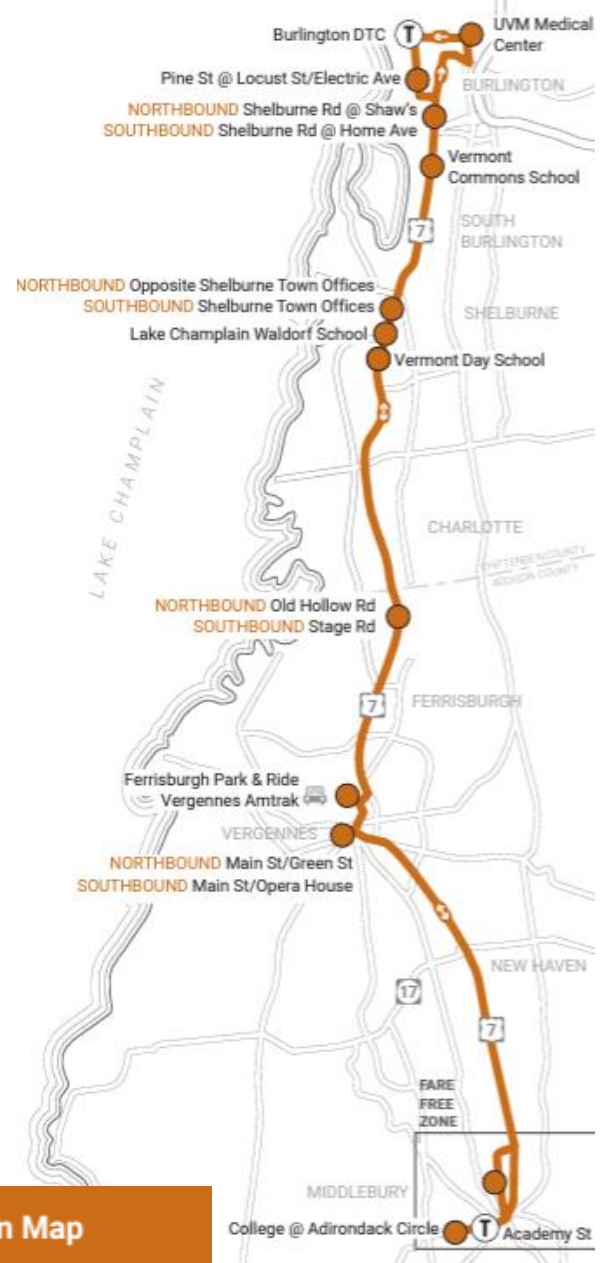 Burlington DTC
T
UVM Medical
Center
Pine St @ Locust St/Electric Ave
BURLINGTON
NORTHBOUND Shelburne Rd @ Shaw's
SOUTHBOUND Shelburne Rd @ Home Ave
Vermont
Commons School
7
SOUTH
BURLINGTON
NORTHBOUND Opposite Shelburne Town Offices
SOUTHBOUND Shelburne Town Offices
SHELBURNE
Lake Champlain Waldorf School
Vermont Day School
LAKE CHAMPLAIN
CHARLOTTE
CHITTENDEN COUNTY
ADDISON COUNTY
NORTHBOUND Old Hollow Rd
SOUTHBOUND Stage Rd
7
FERRISBURGH
Ferrisburgh Park & Ride
Vergennes Amtrak
VERGENNES
NORTHBOUND Main St/Green St
SOUTHBOUND Main St/Opera House
NEW HAVEN
17
7
FARE
FREE
ZONE
MIDDLEBURY
College @ Adirondack Circle
T
Academy St
n Map